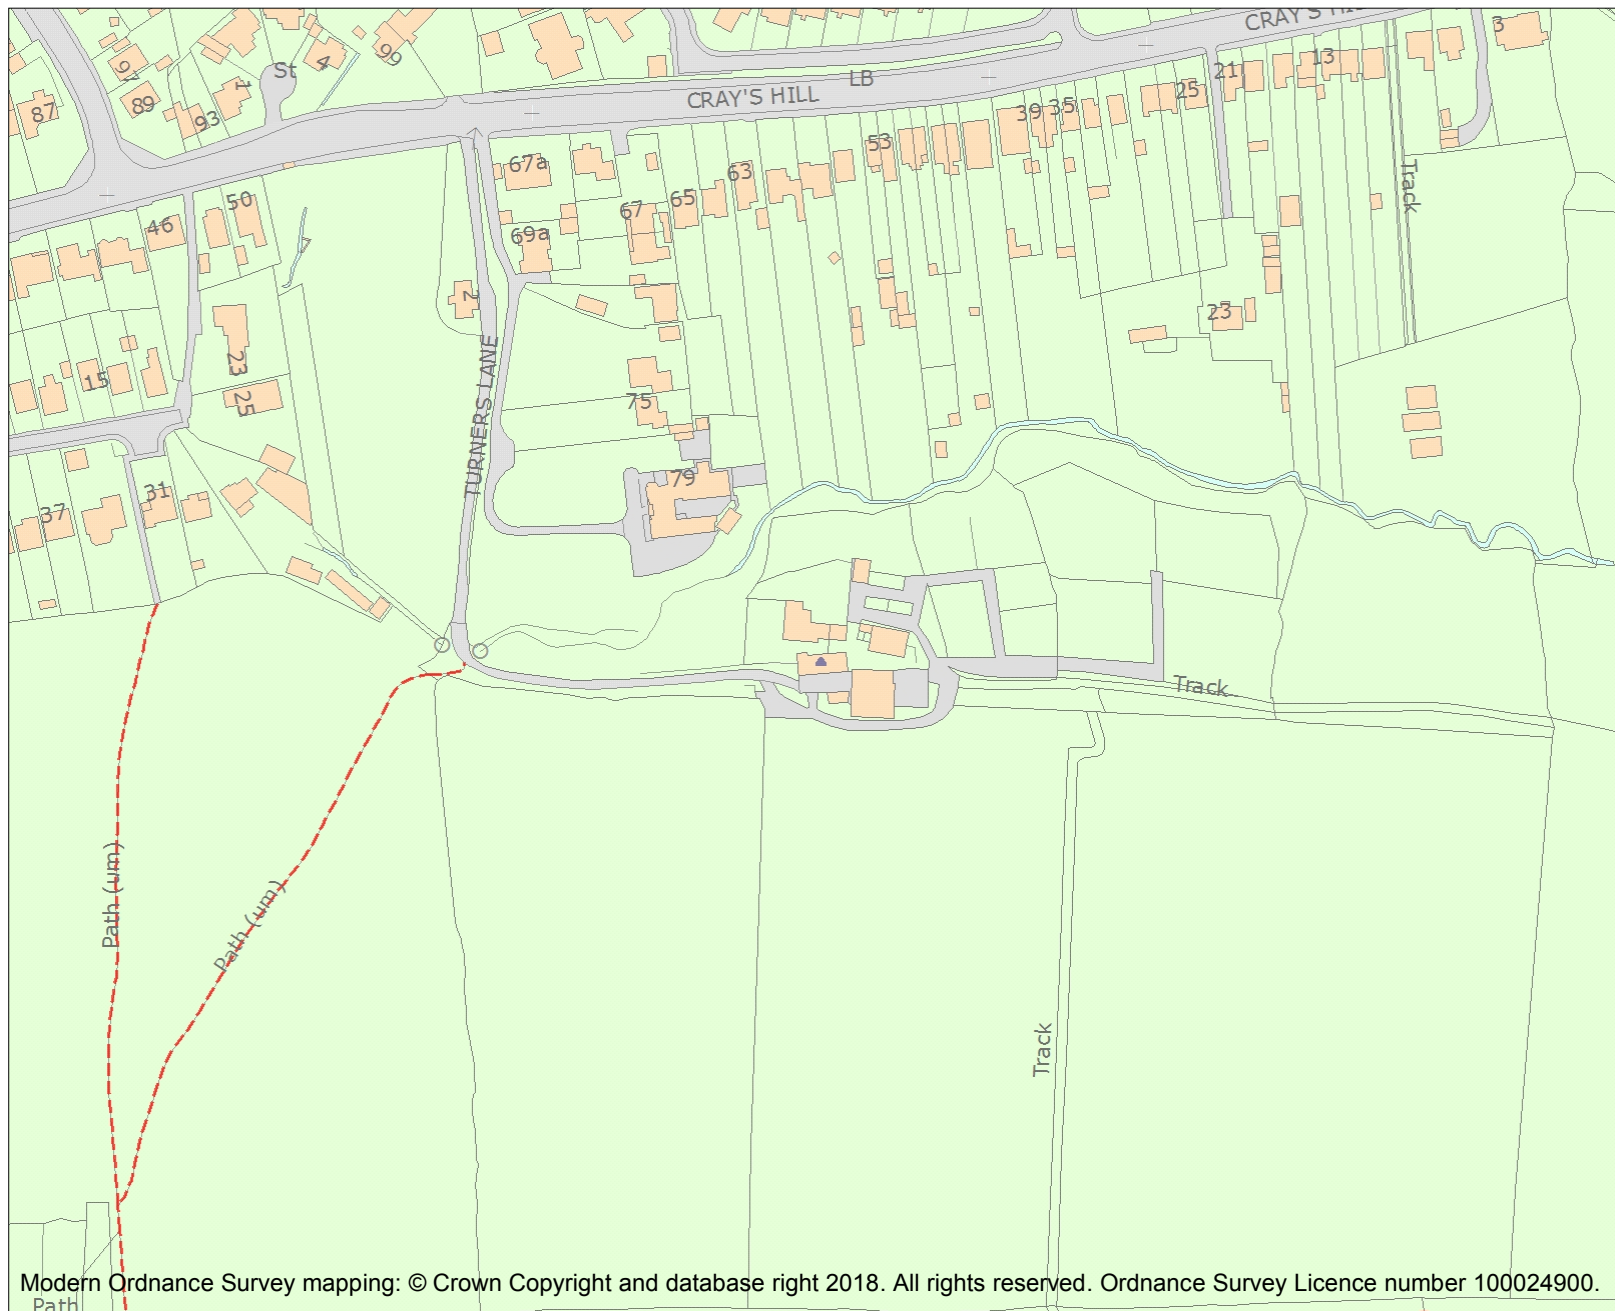 CRAY'S HILL
3
99
St
4
97
1
87
89
93
LB
CRAY'S HILL
21
13
25
39
35
53
67a
63
65
67
50
46
69a
2
Track
23
23
15
25
75
TURNERS LANE
79
31
37
Track
Path (um)
Path (um)
Track
Modern Ordnance Survey mapping: © Crown Copyright and database right 2018. All rights reserved. Ordnance Survey Licence number 100024900.
Path